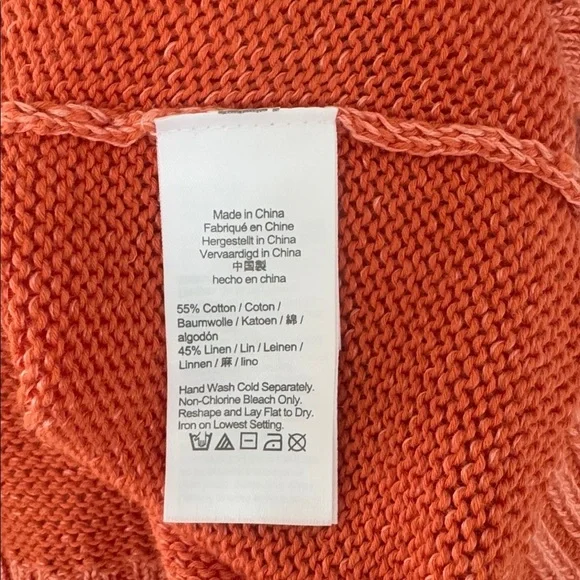 Made in China
Fabriqué en Chine
Hergestellt in China
Vervaardigd in China
中国製
hecho en china
55% Cotton / Coton /
Baumwolle / Katoen / 綿 /
algodón
45% Linen / Lin / Leinen /
Linnen / 麻 / lino
Hand Wash Cold Separately.
Non-Chlorine Bleach Only.
Reshape and Lay Flat to Dry.
Iron on Lowest Setting.